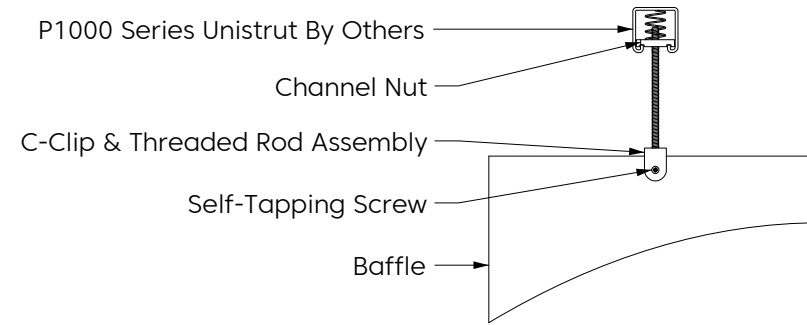 P1000 Series Unistrut By Others
Channel Nut
C-Clip & Threaded Rod Assembly
Self-Tapping Screw
Baffle